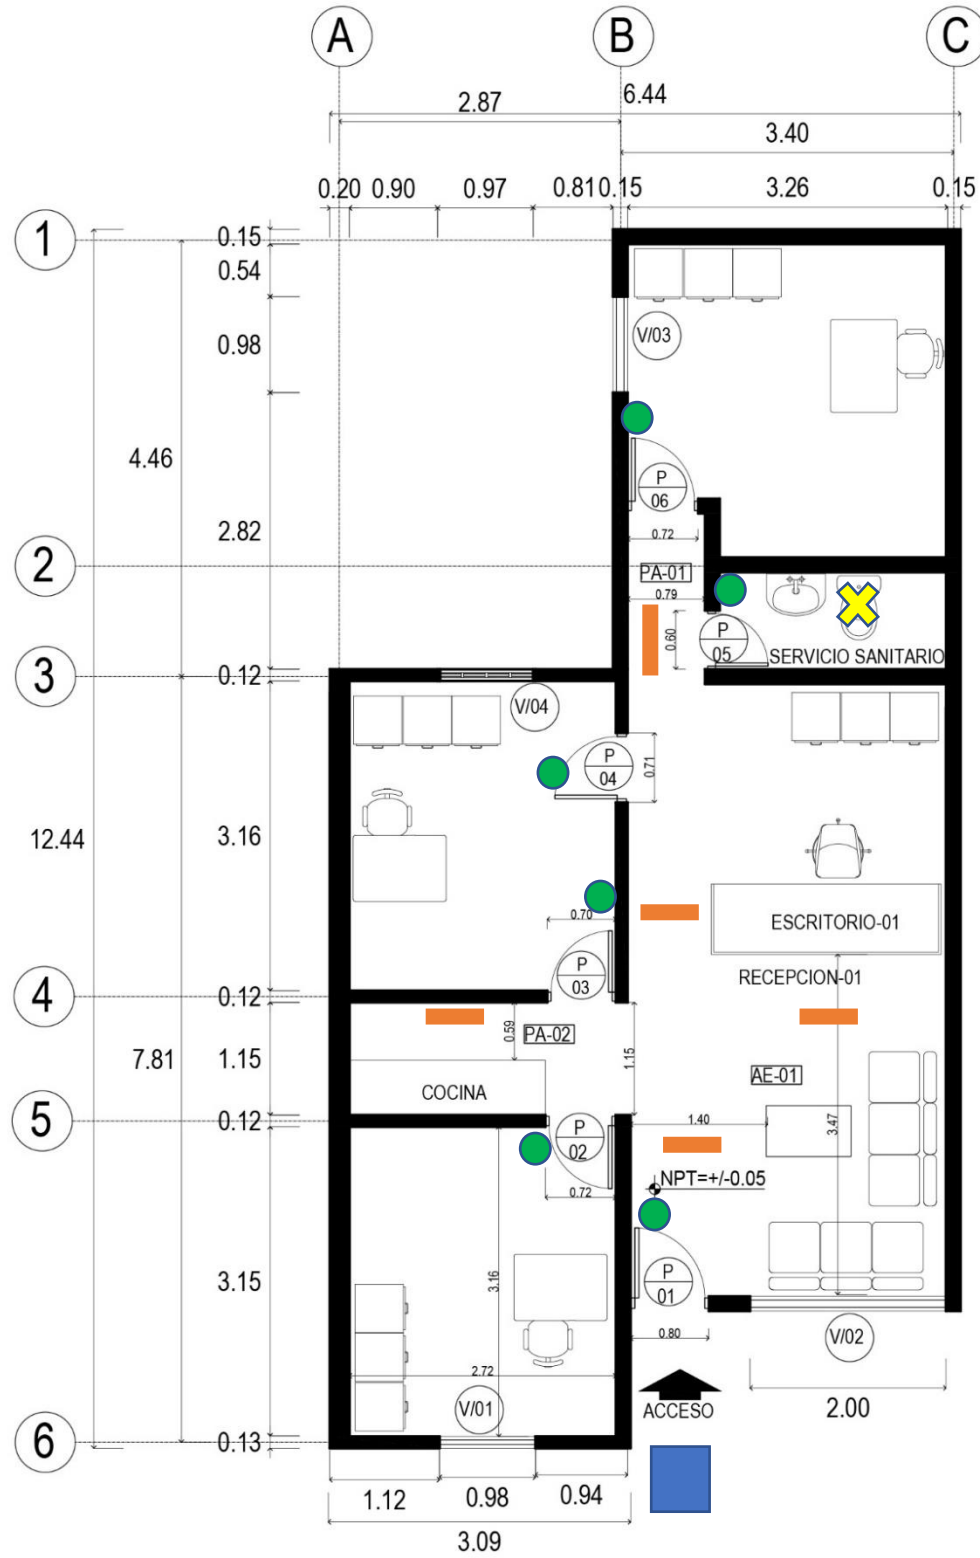 A B C
6.44
2.87
3.40
0.20 0.90 0.97 0.81 0.15 3.26 0.15
1
0.15
0.54
0.98
V/03
4.46
P
06
2.82
0.72
2
PA-01
0.79
P
05
0.60
SERVICIO SANITARIO
3
0.12
V/04
P
04
0.71
12.44
3.16
0.70
ESCRITORIO-01
P
03
RECEPCION-01
4
0.12
0.59
PA-02
7.81
1.15
1.15
AE-01
COCINA
5
0.12
1.40
3.47
P
02
NPT=+/-0.05
0.72
3.15
3.16
P
01
0.80
V/02
2.72
V/01
ACCESO
2.00
6
0.13
1.12 0.98 0.94
3.09